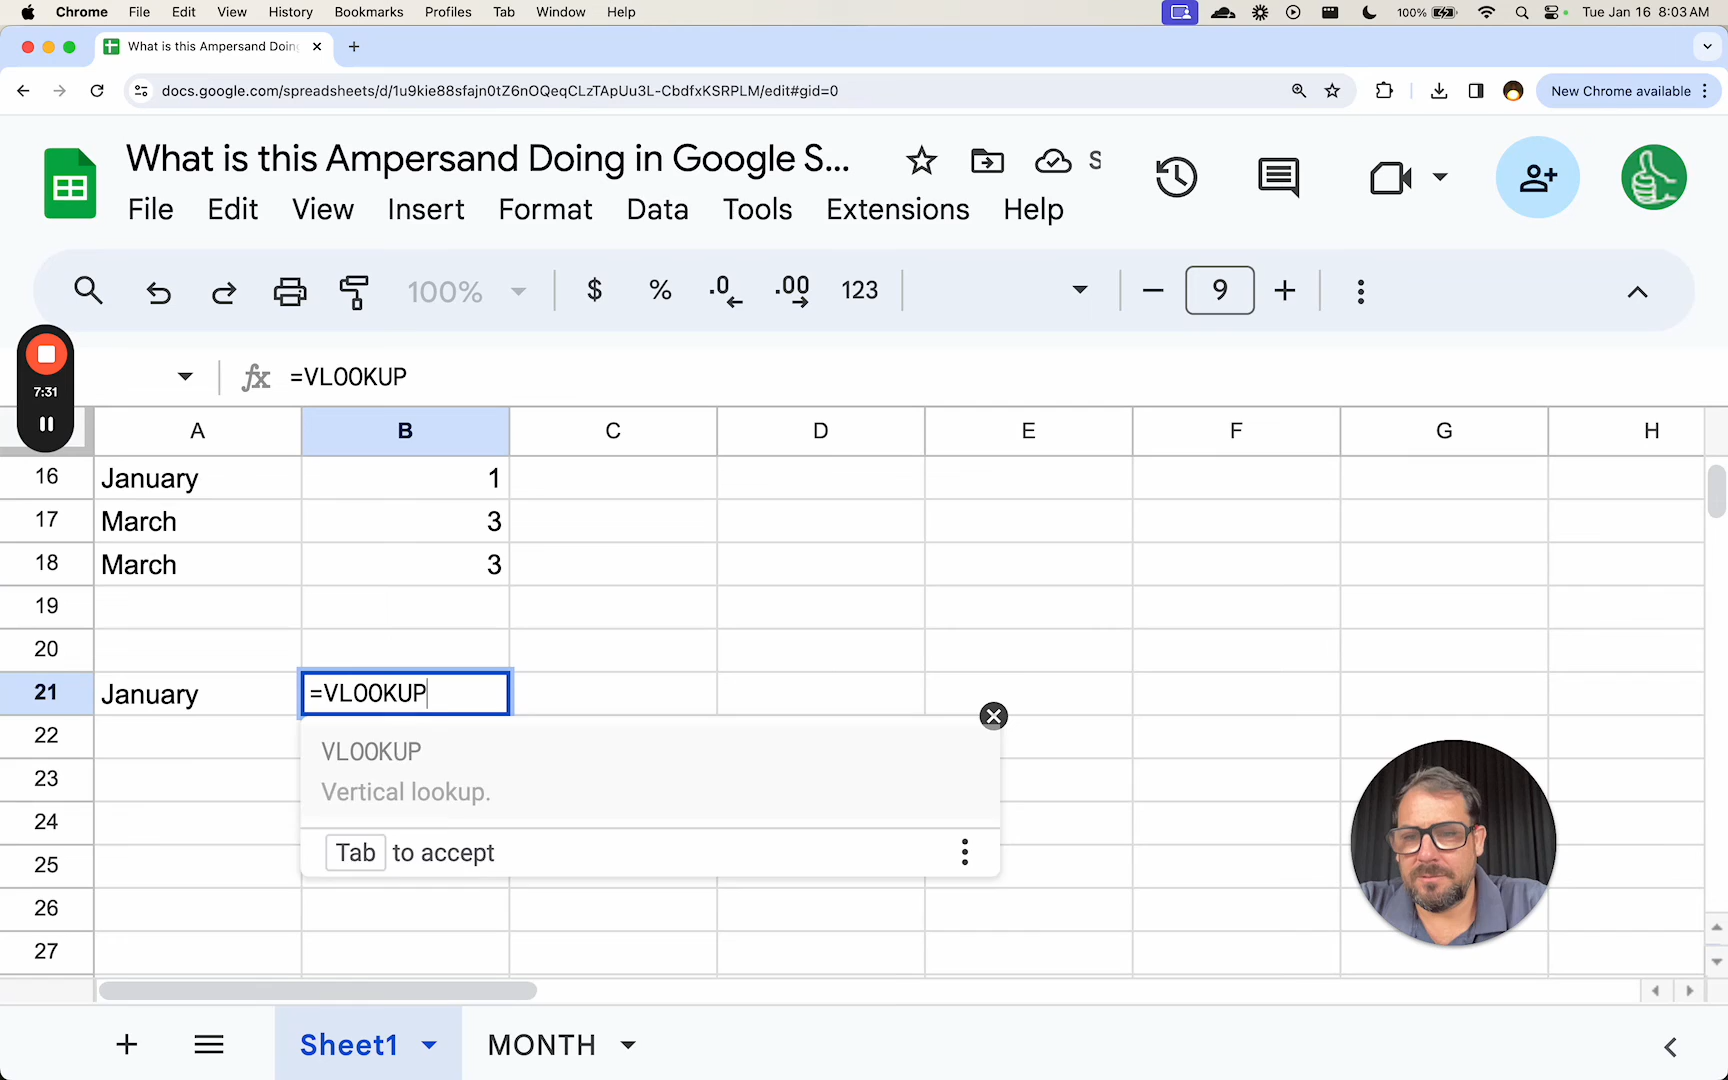 Chrome File Edit View History Bookmarks Profiles Tab Window Help 100% Tue Jan 16 8:03 AM
What is this Ampersand Doin
docs.google.com/spreadsheets/d/1u9kie88sfajn0tZ6nOQeqCLzTApUu3L-CbdfxKSRPLM/edit#gid=0 New Chrome available
What is this Ampersand Doing in Google S... S
File Edit View Insert Format Data Tools Extensions Help
100% $ % .0 .00 123 9
7:31
fx =VLOOKUP
A B C D E F G H
16 January 1
17 March 3
18 March 3
19
20
21 January =VLOOKUP
22 VLOOKUP
23 Vertical lookup.
24
25 Tab to accept
26
27
Sheet1 MONTH